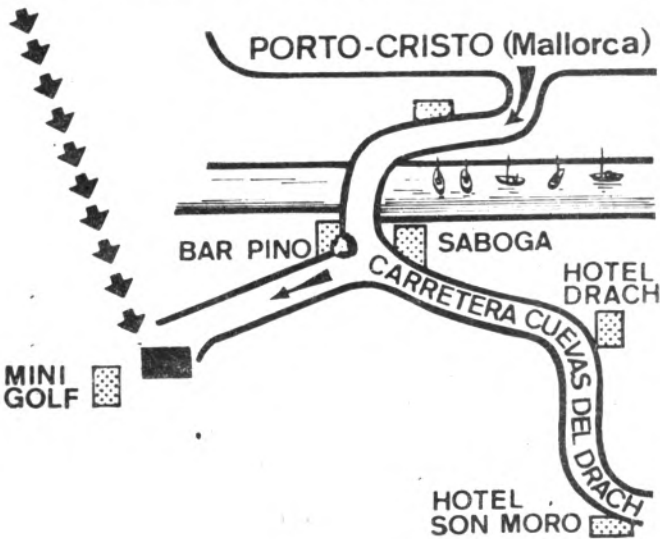 PORTO-CRISTO (Mallorca)
BAR PINO
SABOGA
HOTEL
DRACH
CARRETERA CUEVAS DEL DRACH
MINI
GOLF
HOTEL
SON MORO